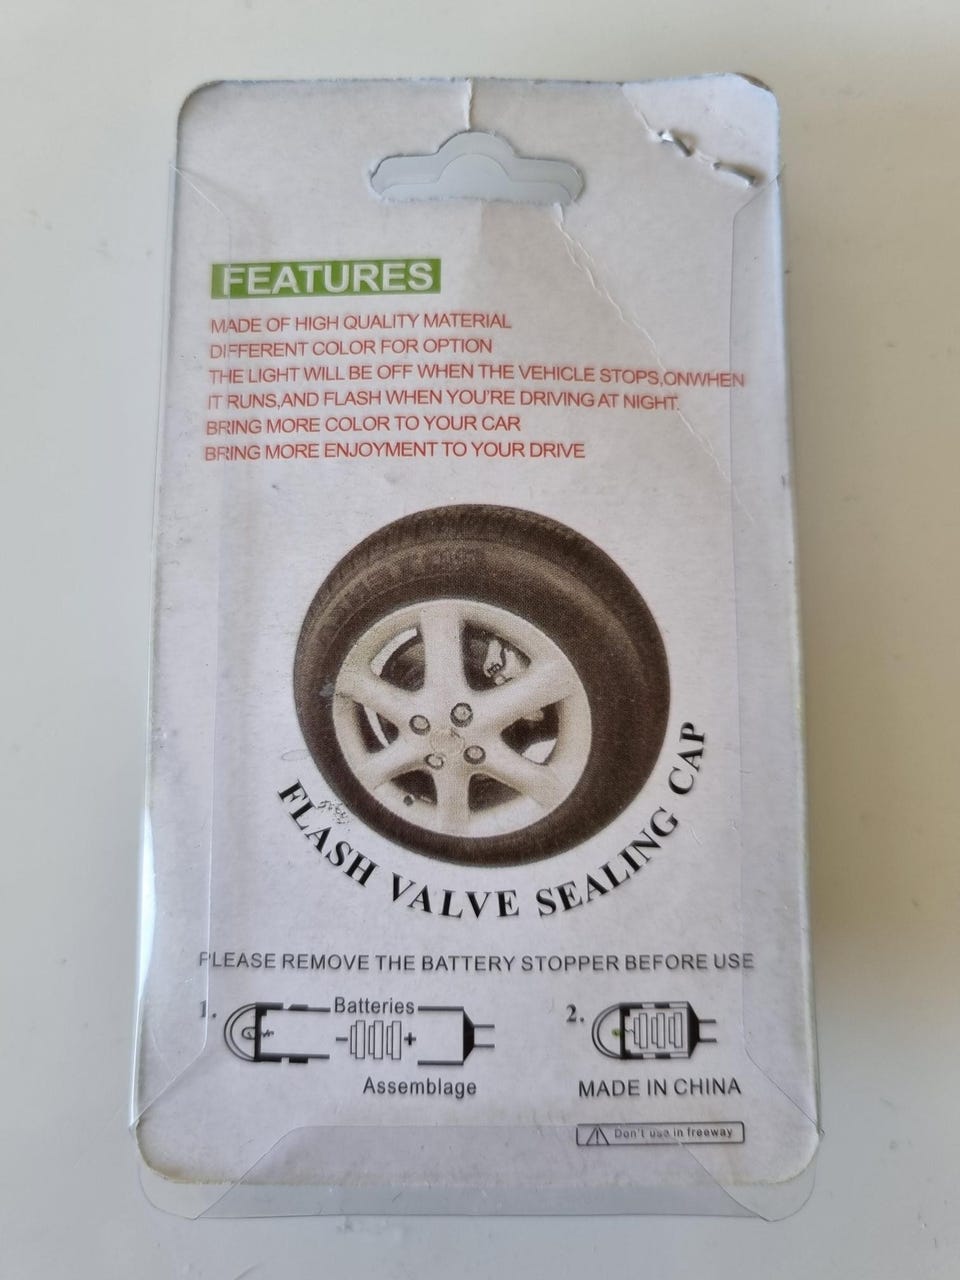 FEATURES
MADE OF HIGH QUALITY MATERIAL
DIFFERENT COLOR FOR OPTION
THE LIGHT WILL BE OFF WHEN THE VEHICLE STOPS,ONWHEN
IT RUNS,AND FLASH WHEN YOU'RE DRIVING AT NIGHT.
BRING MORE COLOR TO YOUR CAR
BRING MORE ENJOYMENT TO YOUR DRIVE
FLASH VALVE SEALING CAP
PLEASE REMOVE THE BATTERY STOPPER BEFORE USE
1.
Batteries
- +
Assemblage
2.
MADE IN CHINA
Don't use in freeway